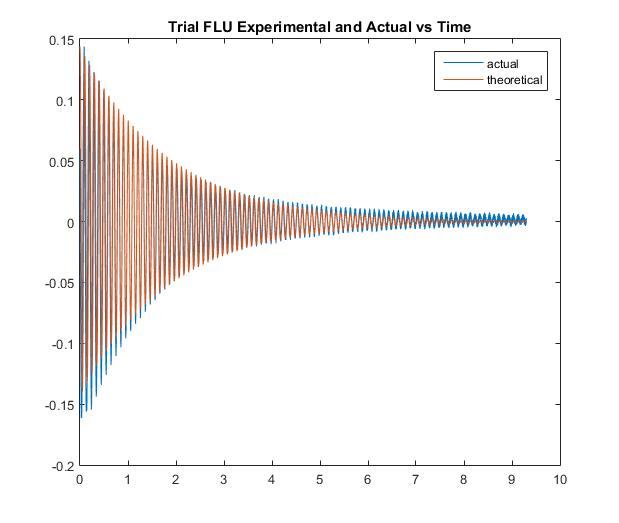 Trial FLU Experimental and Actual vs Time
0.15
0.1
0.05
0
-0.05
-0.1
-0.15
-0.2
actual
theoretical
0 1 2 3 4 5 6 7 8 9 10